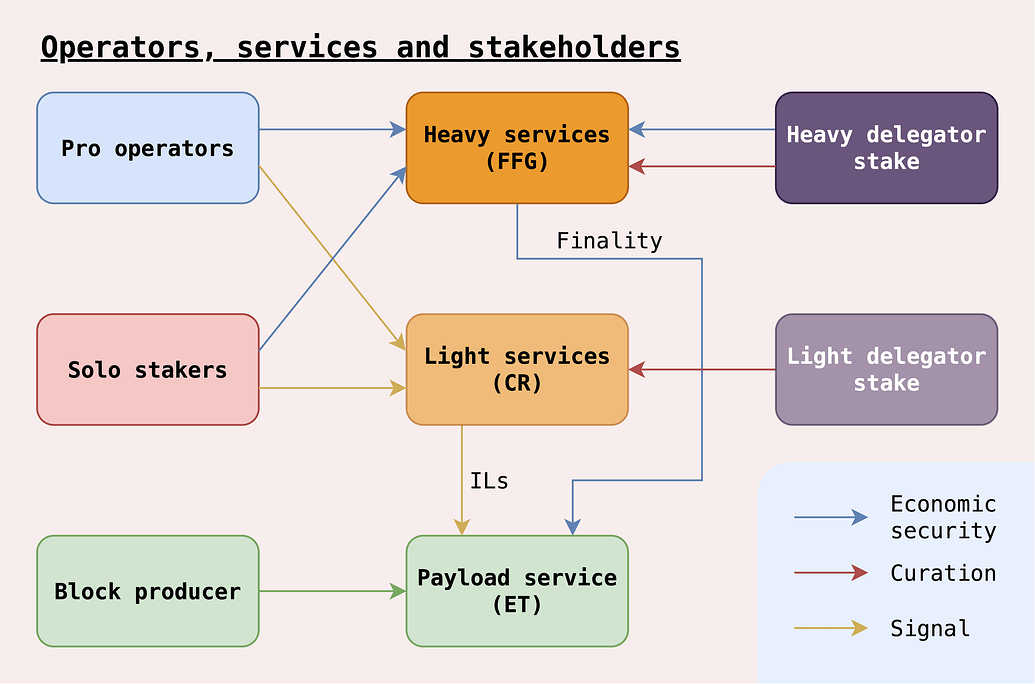 Operators, services and stakeholders
Pro operators
Heavy services
(FFG)
Heavy delegator
stake
Finality
Solo stakers
Light services
(CR)
Light delegator
stake
ILs
Block producer
Payload service
(ET)
Economic
security
Curation
Signal